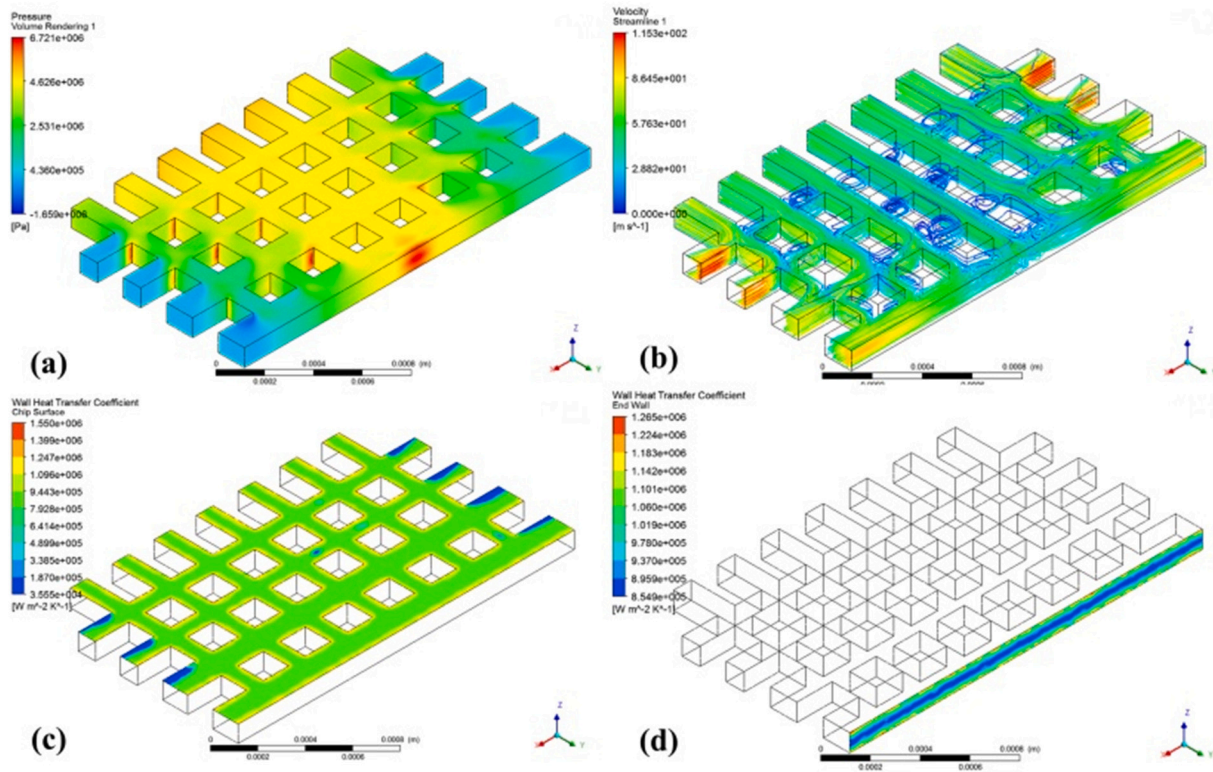 Pressure
Volume Rendering 1
6.721e+006
4.626e+006
2.531e+006
4.360e+005
-1.659e+006
[Pa]
(a)
0 0.0004 0.0008 (m)
0.0002 0.0006
Z
X
Y
Velocity
Streamline 1
1.153e+002
8.645e+001
5.763e+001
2.882e+001
0.000e+000
[m s^-1]
(b)
0 0.0004 0.0008 (m)
0.0002 0.0006
Z
X
Wall Heat Transfer Coefficient
Chip Surface
1.550e+006
1.399e+006
1.247e+006
1.096e+006
9.443e+005
7.928e+005
6.414e+005
4.899e+005
3.385e+005
1.870e+005
3.555e+004
[W m^-2 K^-1]
(c)
0 0.0004 0.0008 (m)
0.0002 0.0006
Z
X
Y
Wall Heat Transfer Coefficient
End Wall
1.265e+006
1.224e+006
1.183e+006
1.142e+006
1.101e+006
1.060e+006
1.019e+006
9.780e+005
9.370e+005
8.959e+005
8.549e+005
[W m^-2 K^-1]
(d)
0 0.0004 0.0008 (m)
0.0002 0.0006
Z
X
Y